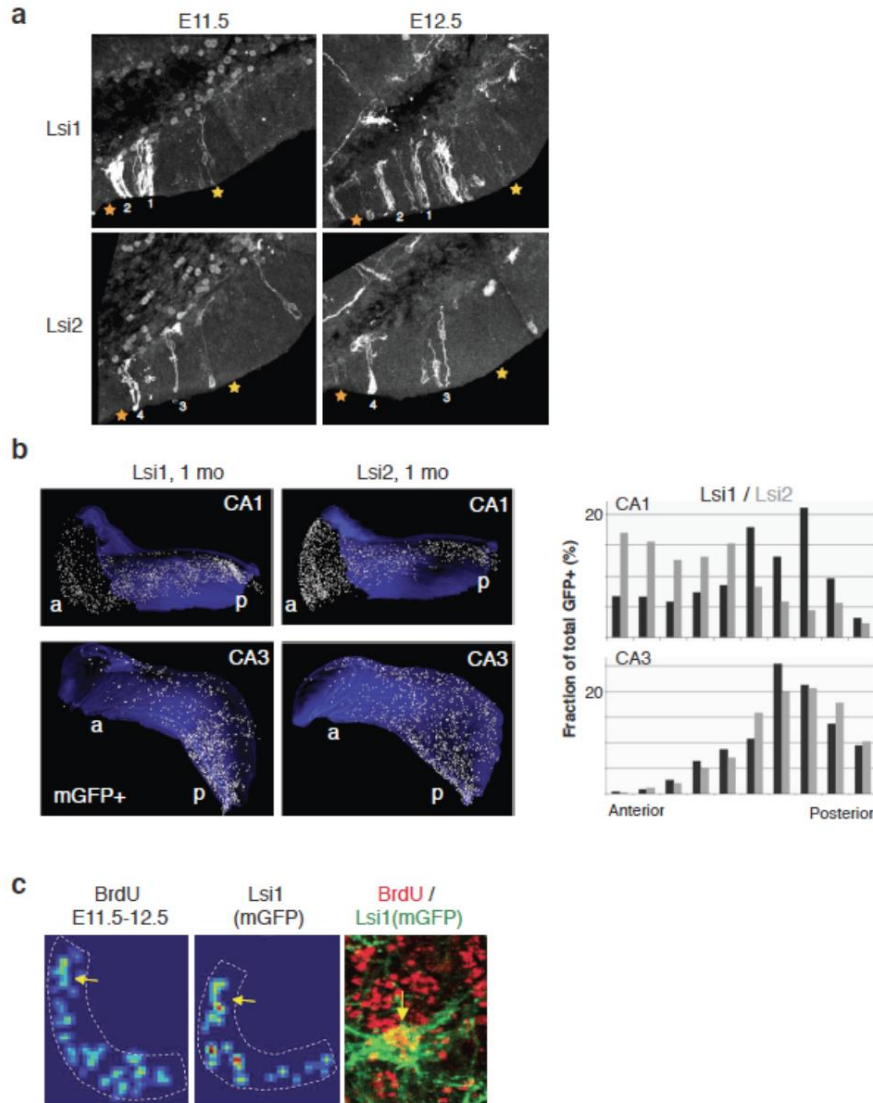 a
E11.5
E12.5
Lsi1
2 1
2 1
Lsi2
4 3
4 3
b
Lsi1, 1 mo
Lsi2, 1 mo
CA1
CA1
a
p
a
p
CA3
CA3
a
a
mGFP+
p
p
Lsi1 / Lsi2
CA1
20
CA3
20
Fraction of total GFP+ (%)
Anterior
Posterior
c
BrdU
E11.5-12.5
Lsi1
(mGFP)
BrdU /
Lsi1(mGFP)